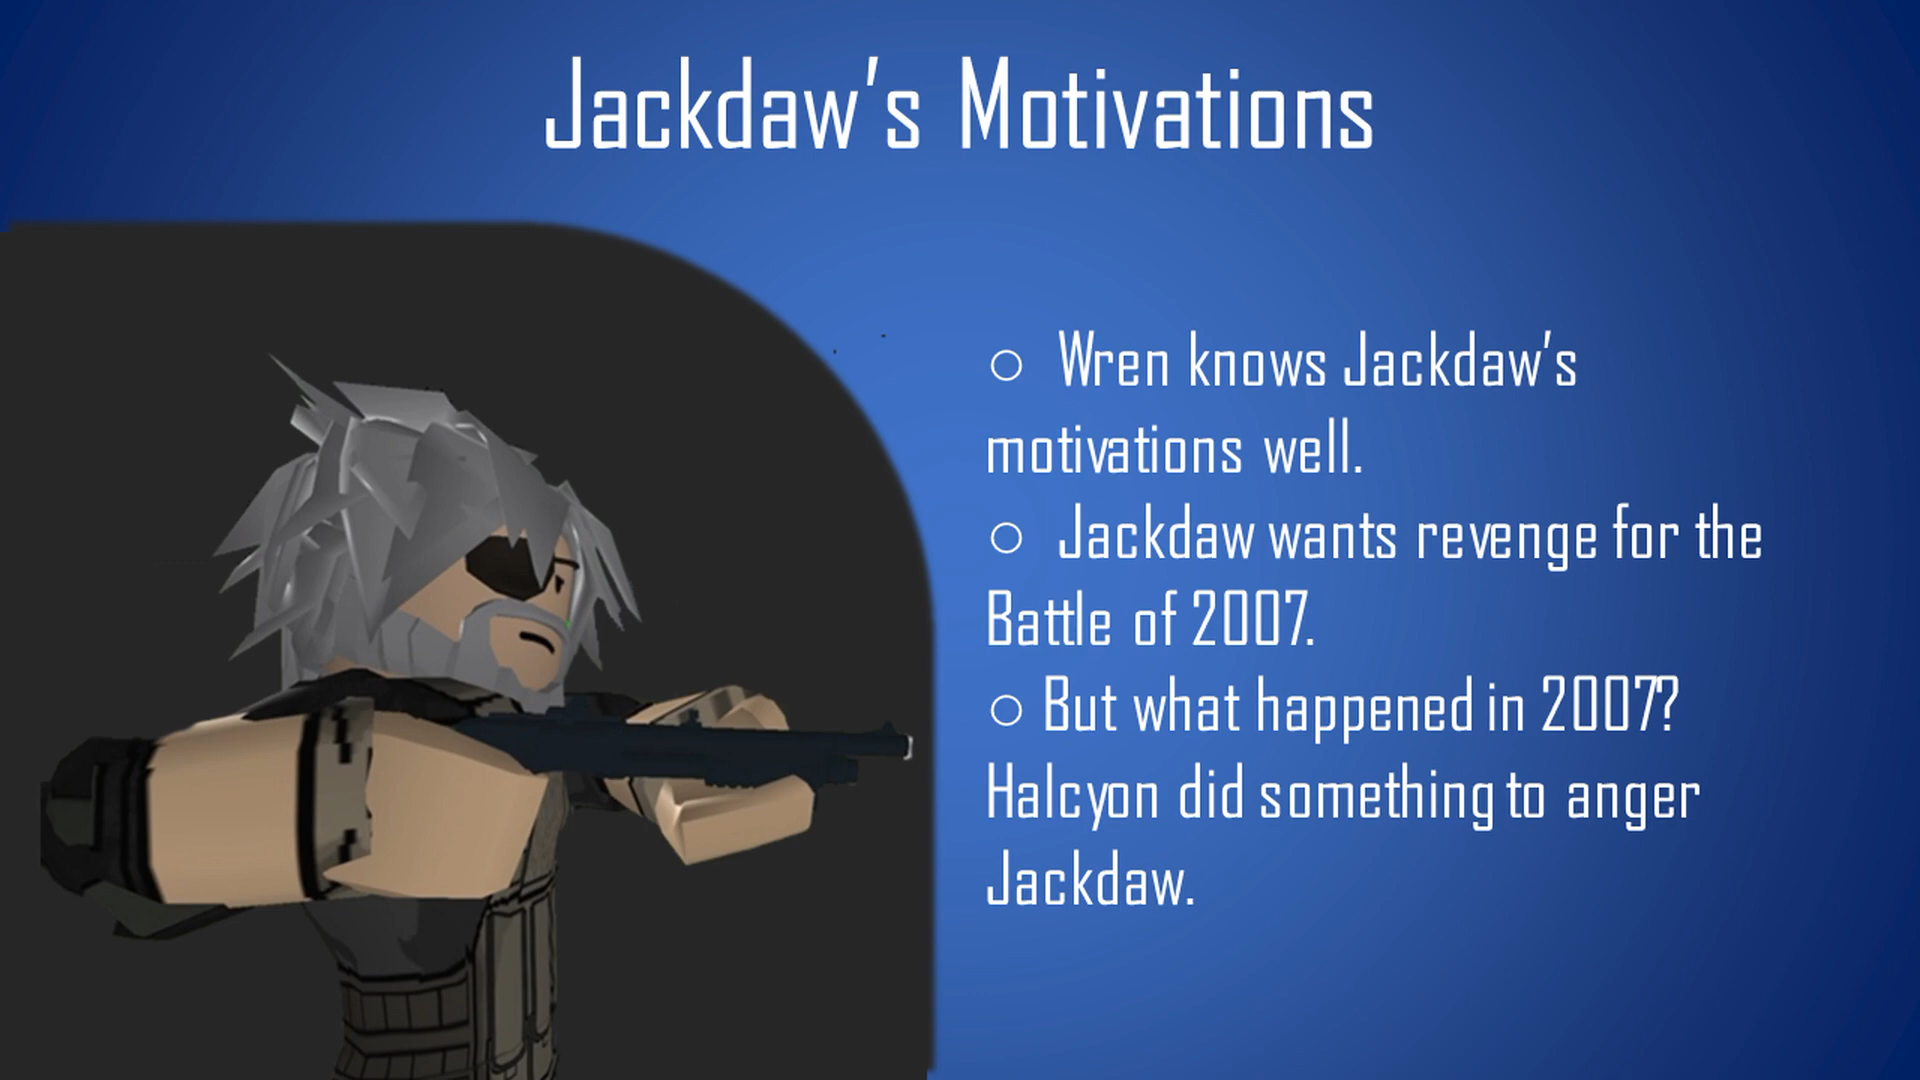 Jackdaw's Motivations
○ Wren knows Jackdaw's
motivations well.
○ Jackdaw wants revenge for the
Battle of 2007.
○ But what happened in 2007?
Halcyon did something to anger
Jackdaw.